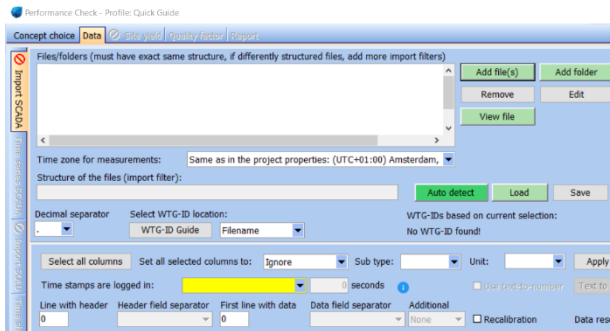 Performance Check - Profile: Quick Guide
Concept choice Data Site yield Quality factor Report
Files/folders (must have exact same structure, if differently structured files, add more import filters)
Import SCADA
Add file(s) Add folder
Remove Edit
View file
Time zone for measurements: Same as in the project properties: (UTC+01:00) Amsterdam,
Structure of the files (import filter):
Auto detect Load Save
Decimal separator Select WTG-ID location: WTG-IDs based on current selection:
. WTG-ID Guide Filename No WTG-ID found!
Select all columns Set all selected columns to: Ignore Sub type: Unit: Apply
Time stamps are logged in: 0 seconds Use text-to-number Text to
Line with header Header field separator First line with data Data field separator Additional
0 0 None Recalibration Data res